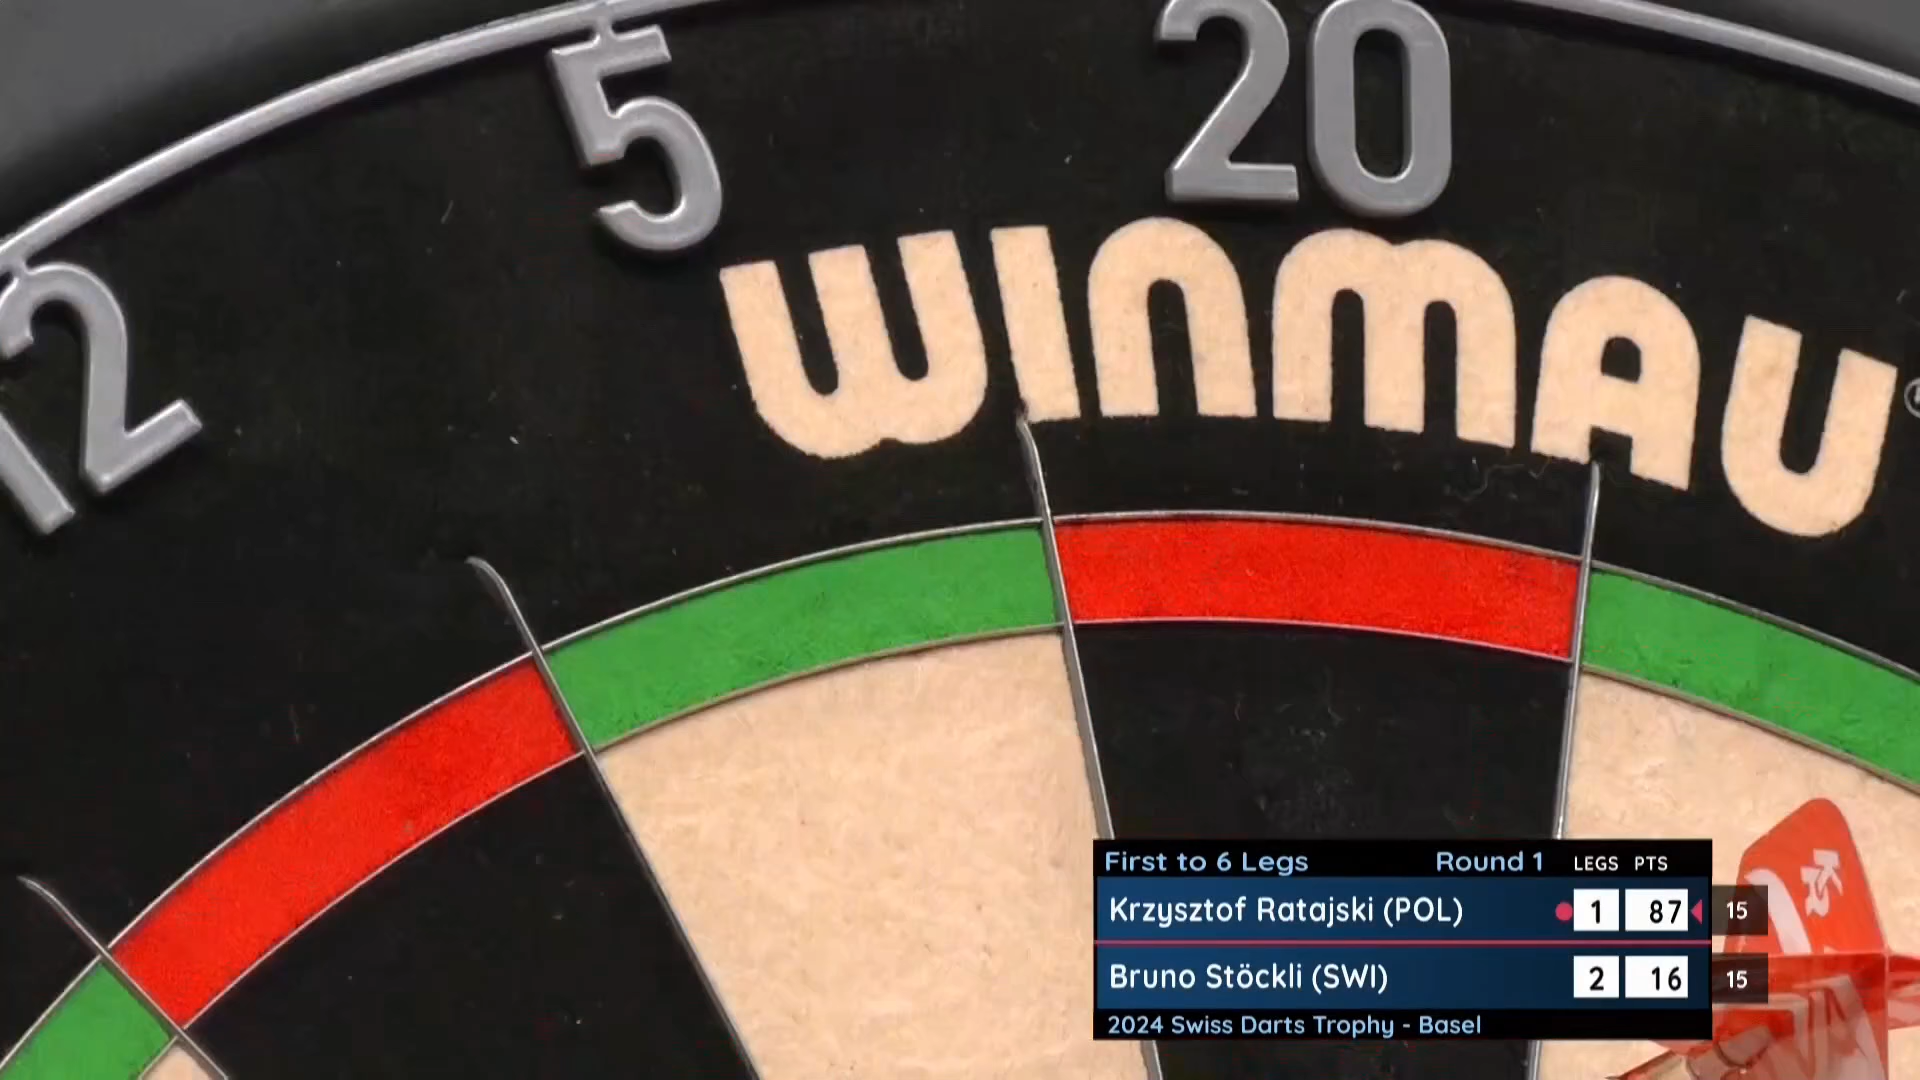 5
20
12
WINMAU®
First to 6 Legs Round 1 LEGS PTS
Krzysztof Ratajski (POL) 1 87 15
Bruno Stöckli (SWI) 2 16 15
2024 Swiss Darts Trophy - Basel
KR